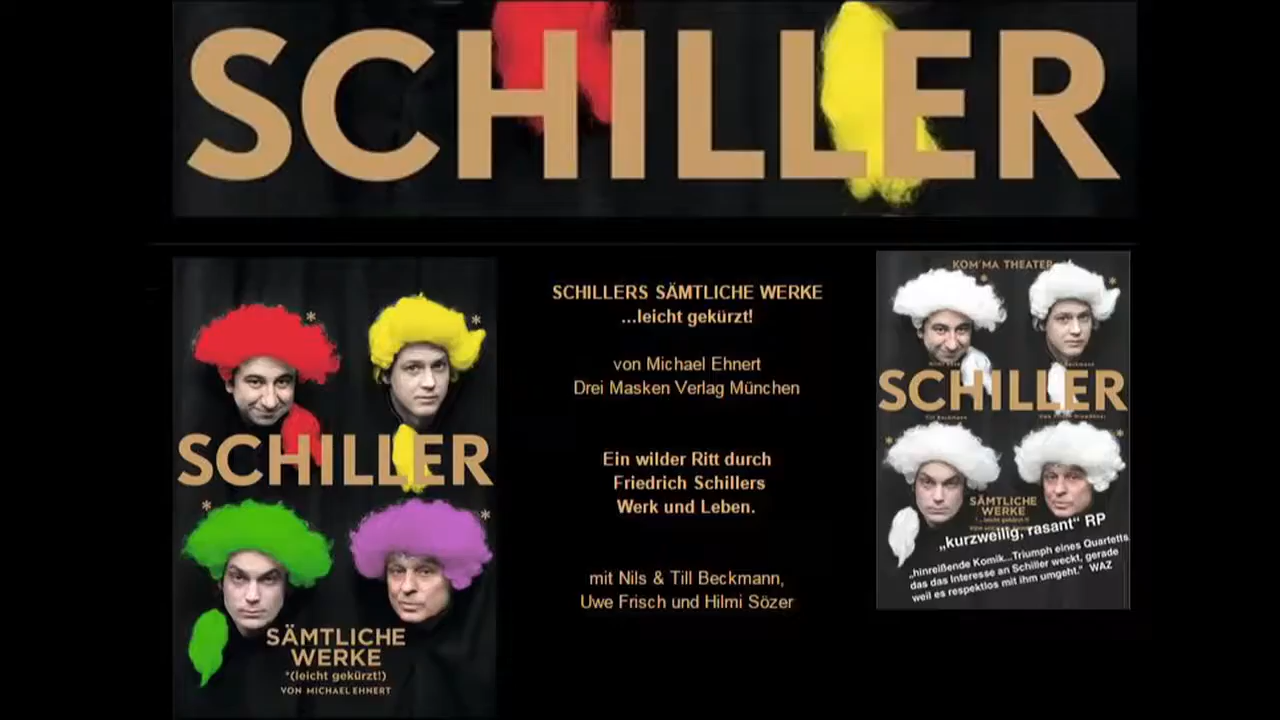 SCHILLER
SCHILLER
SÄMTLICHE
WERKE
*(leicht gekürzt!)
VON MICHAEL EHNERT
SCHILLERS SÄMTLICHE WERKE
...leicht gekürzt!
von Michael Ehnert
Drei Masken Verlag München
Ein wilder Ritt durch
Friedrich Schillers
Werk und Leben.
mit Nils & Till Beckmann,
Uwe Frisch und Hilmi Sözer
KOM'MA THEATER
Beckmann
SCHILLER
Till Beckmann
SÄMTLICHE
WERKE
„kurzweilig, rasant“ RP
„hinreißende Komik...Triumph eines Quartetts,
das das Interesse an Schiller weckt, gerade
weil es respektlos mit ihm umgeht.” WAZ